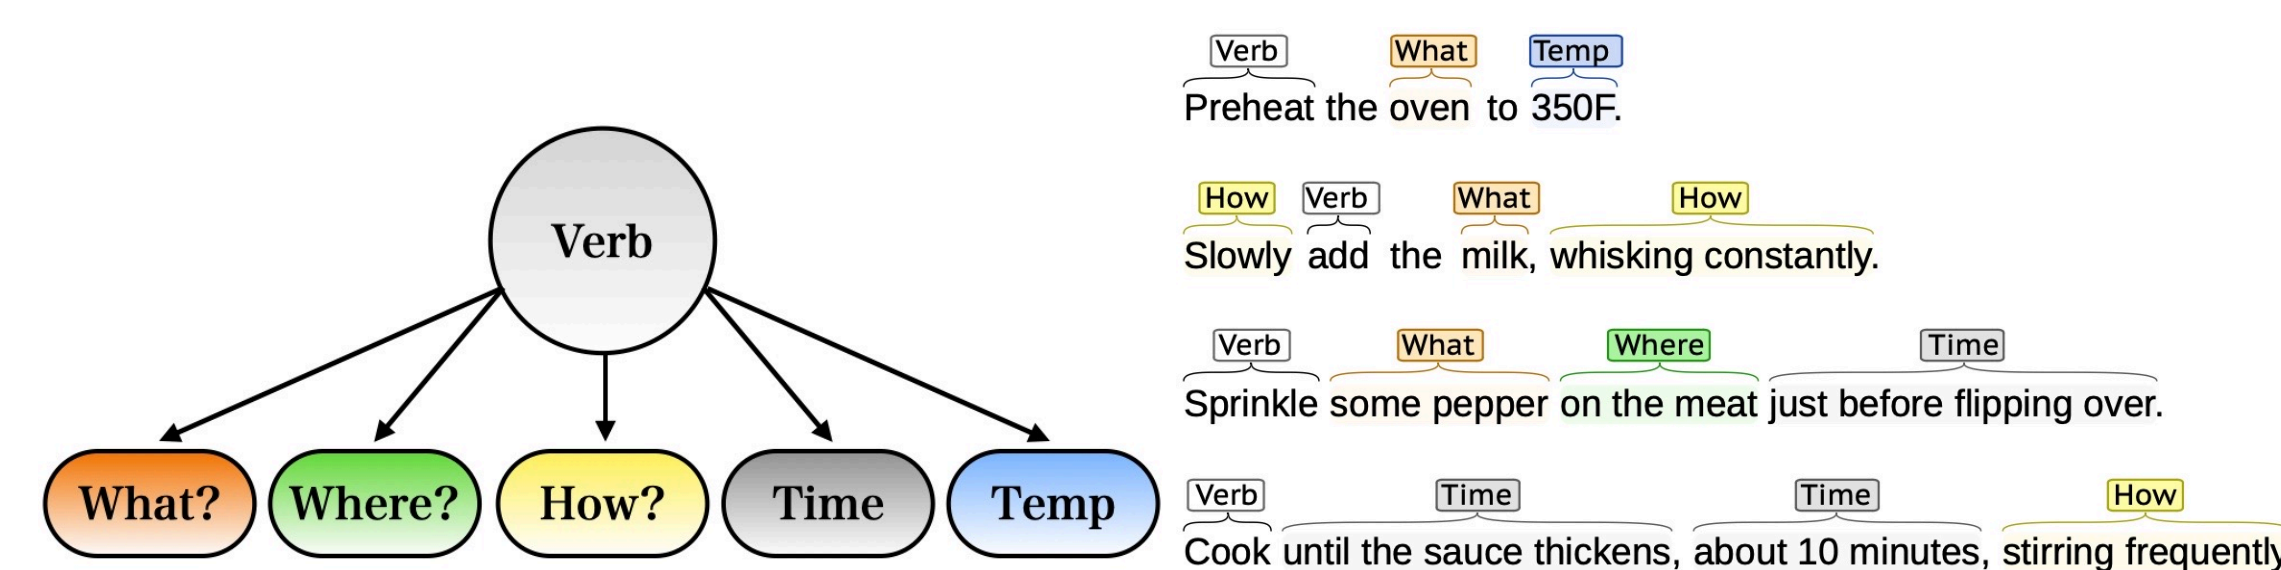 Verb
What? Where? How? Time Temp
Verb What Temp
Preheat the oven to 350F.
How Verb What How
Slowly add the milk, whisking constantly.
Verb What Where Time
Sprinkle some pepper on the meat just before flipping over.
Verb Time Time How
Cook until the sauce thickens, about 10 minutes, stirring frequently